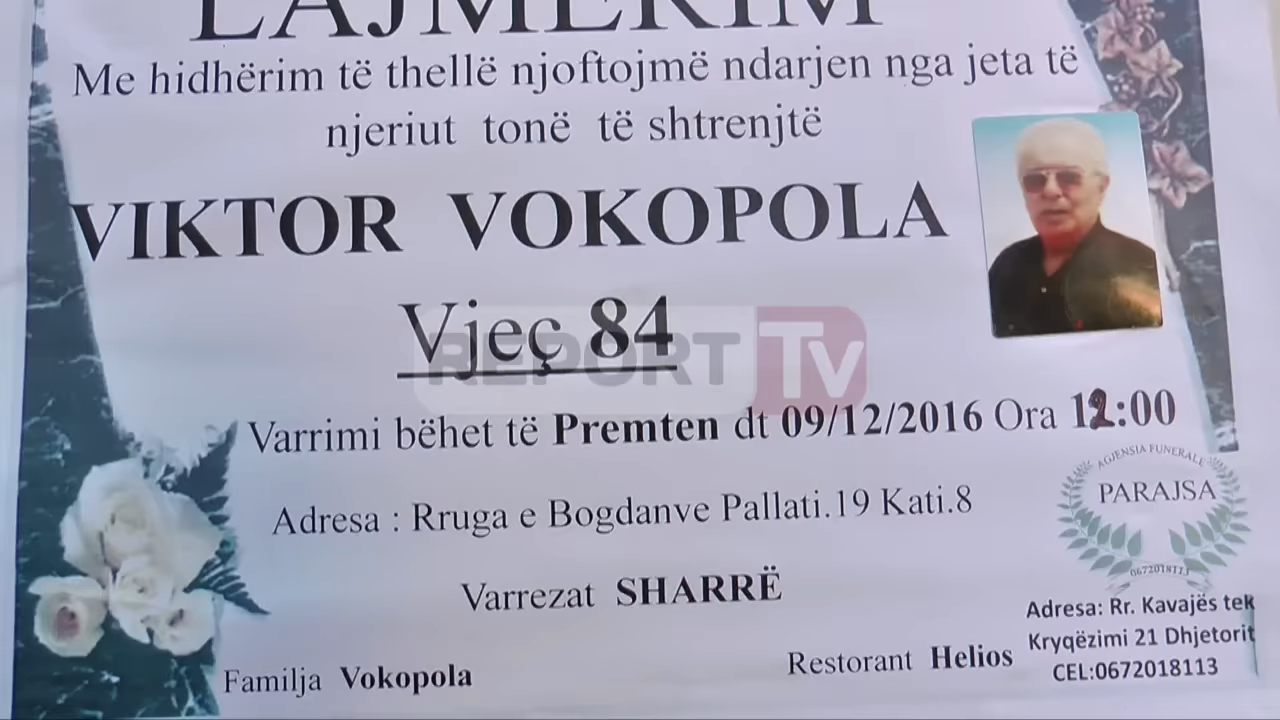 LAJMËRIM
Me hidhërim të thellë njoftojmë ndarjen nga jeta të
njeriut tonë të shtrenjtë
VIKTOR VOKOPOLA
Vjeç 84
REPORT Tv
Varrimi bëhet të Premten dt 09/12/2016 Ora 12:00
Adresa : Rruga e Bogdanve Pallati.19 Kati.8
AGJENSIA FUNERALE
PARAJSA
0672018113
Varrezat SHARRË
Adresa: Rr. Kavajës tek
Kryqëzimi 21 Dhjetorit
CEL:0672018113
Familja Vokopola
Restorant Helios